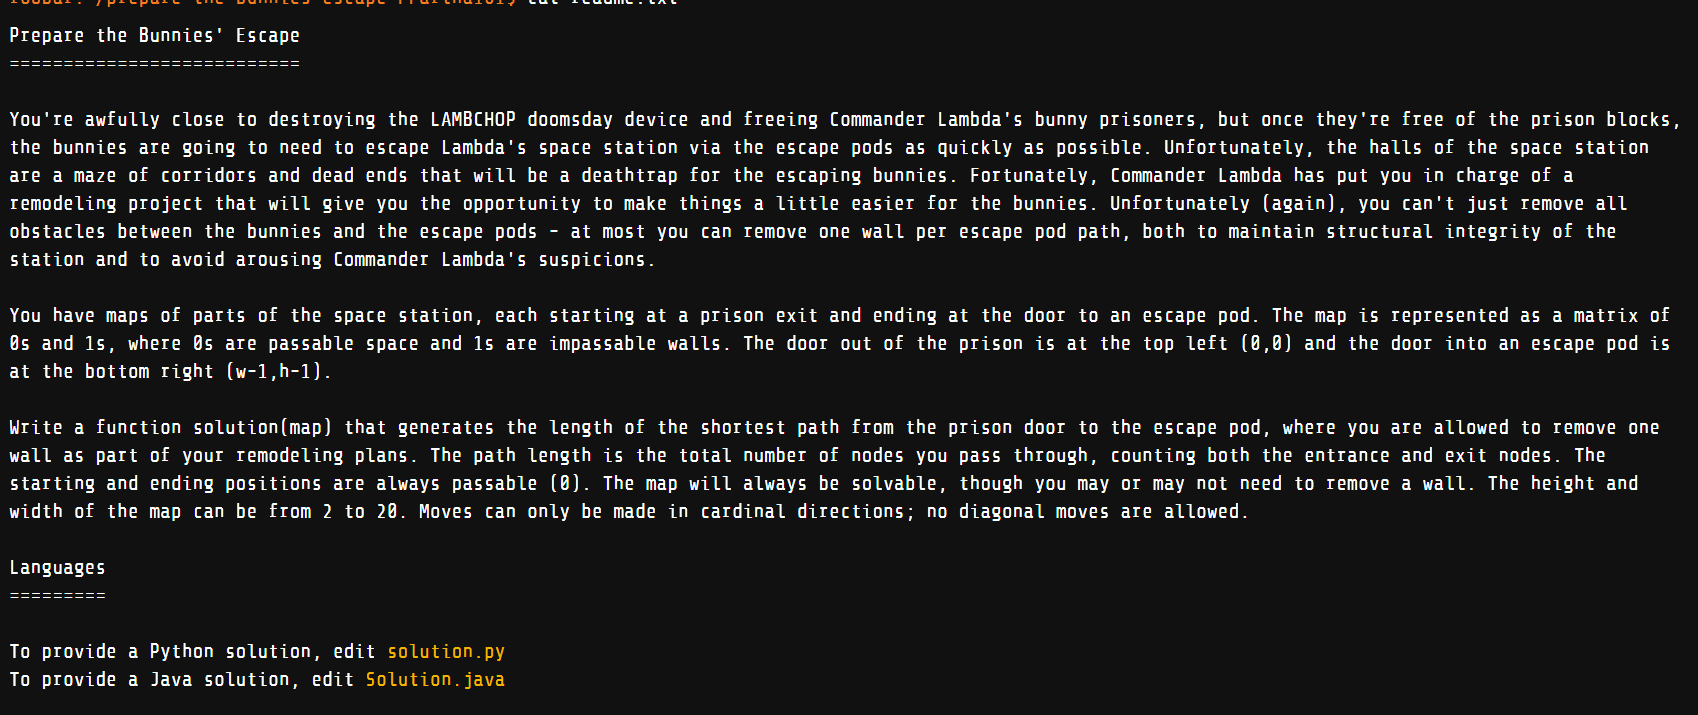 cat readme.txt
Prepare the Bunnies' Escape
===========================
You're awfully close to destroying the LAMBCHOP doomsday device and freeing Commander Lambda's bunny prisoners, but once they're free of the prison blocks,
the bunnies are going to need to escape Lambda's space station via the escape pods as quickly as possible. Unfortunately, the halls of the space station
are a maze of corridors and dead ends that will be a deathtrap for the escaping bunnies. Fortunately, Commander Lambda has put you in charge of a
remodeling project that will give you the opportunity to make things a little easier for the bunnies. Unfortunately (again), you can't just remove all
obstacles between the bunnies and the escape pods - at most you can remove one wall per escape pod path, both to maintain structural integrity of the
station and to avoid arousing Commander Lambda's suspicions.
You have maps of parts of the space station, each starting at a prison exit and ending at the door to an escape pod. The map is represented as a matrix of
0s and 1s, where 0s are passable space and 1s are impassable walls. The door out of the prison is at the top left (0,0) and the door into an escape pod is
at the bottom right (w-1,h-1).
Write a function solution(map) that generates the length of the shortest path from the prison door to the escape pod, where you are allowed to remove one
wall as part of your remodeling plans. The path length is the total number of nodes you pass through, counting both the entrance and exit nodes. The
starting and ending positions are always passable (0). The map will always be solvable, though you may or may not need to remove a wall. The height and
width of the map can be from 2 to 20. Moves can only be made in cardinal directions; no diagonal moves are allowed.
Languages
=========
To provide a Python solution, edit solution.py
To provide a Java solution, edit Solution.java